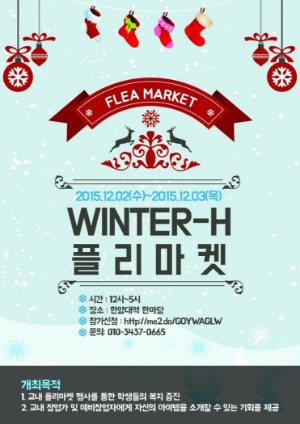 FLEA MARKET
2015.12.02(수)~2015.12.03(목)
WINTER-H
플리마켓
시간 : 12시~5시
장소 : 한양대역 한마당
참가신청 : http://me2.do/GOYWAGLW
문의 010-3437-0665
개최목적
1. 교내 플리마켓 행사를 통한 학생들의 복지 증진
2. 교내 창업가 및 예비창업자에게 자신의 아이템을 소개할 수 있는 기회를 제공